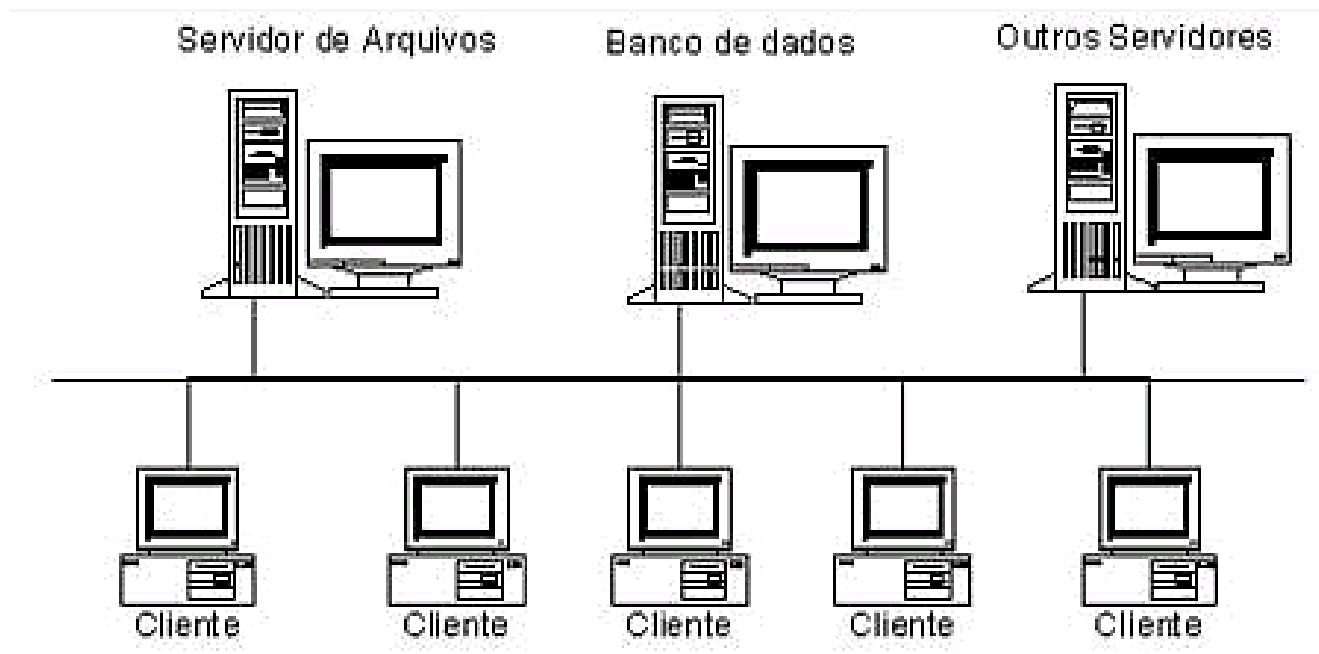 Servidor de Arquivos
Banco de dados
Outros Servidores
Cliente
Cliente
Cliente
Cliente
Cliente